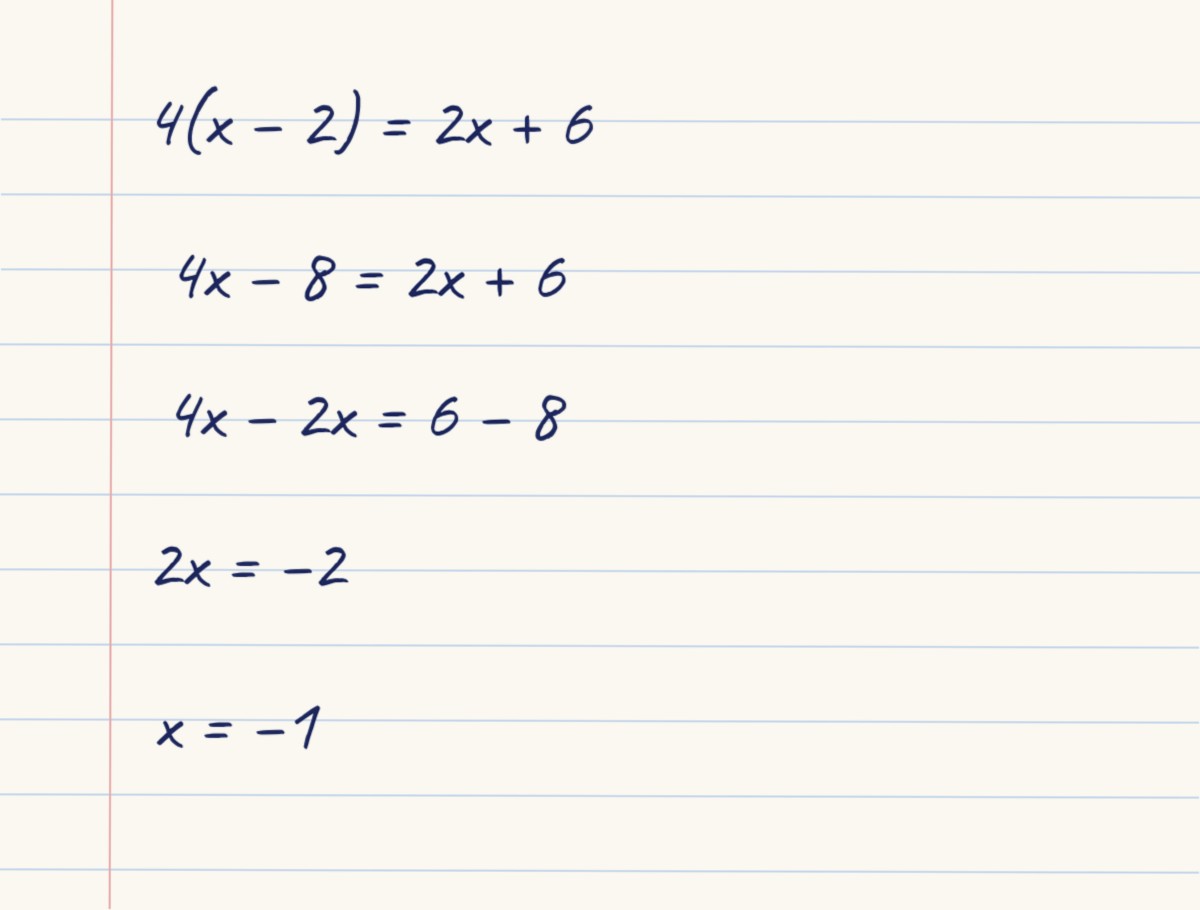 4(x − 2) = 2x + 6
4x − 8 = 2x + 6
4x − 2x = 6 − 8
2x = −2
x = −1